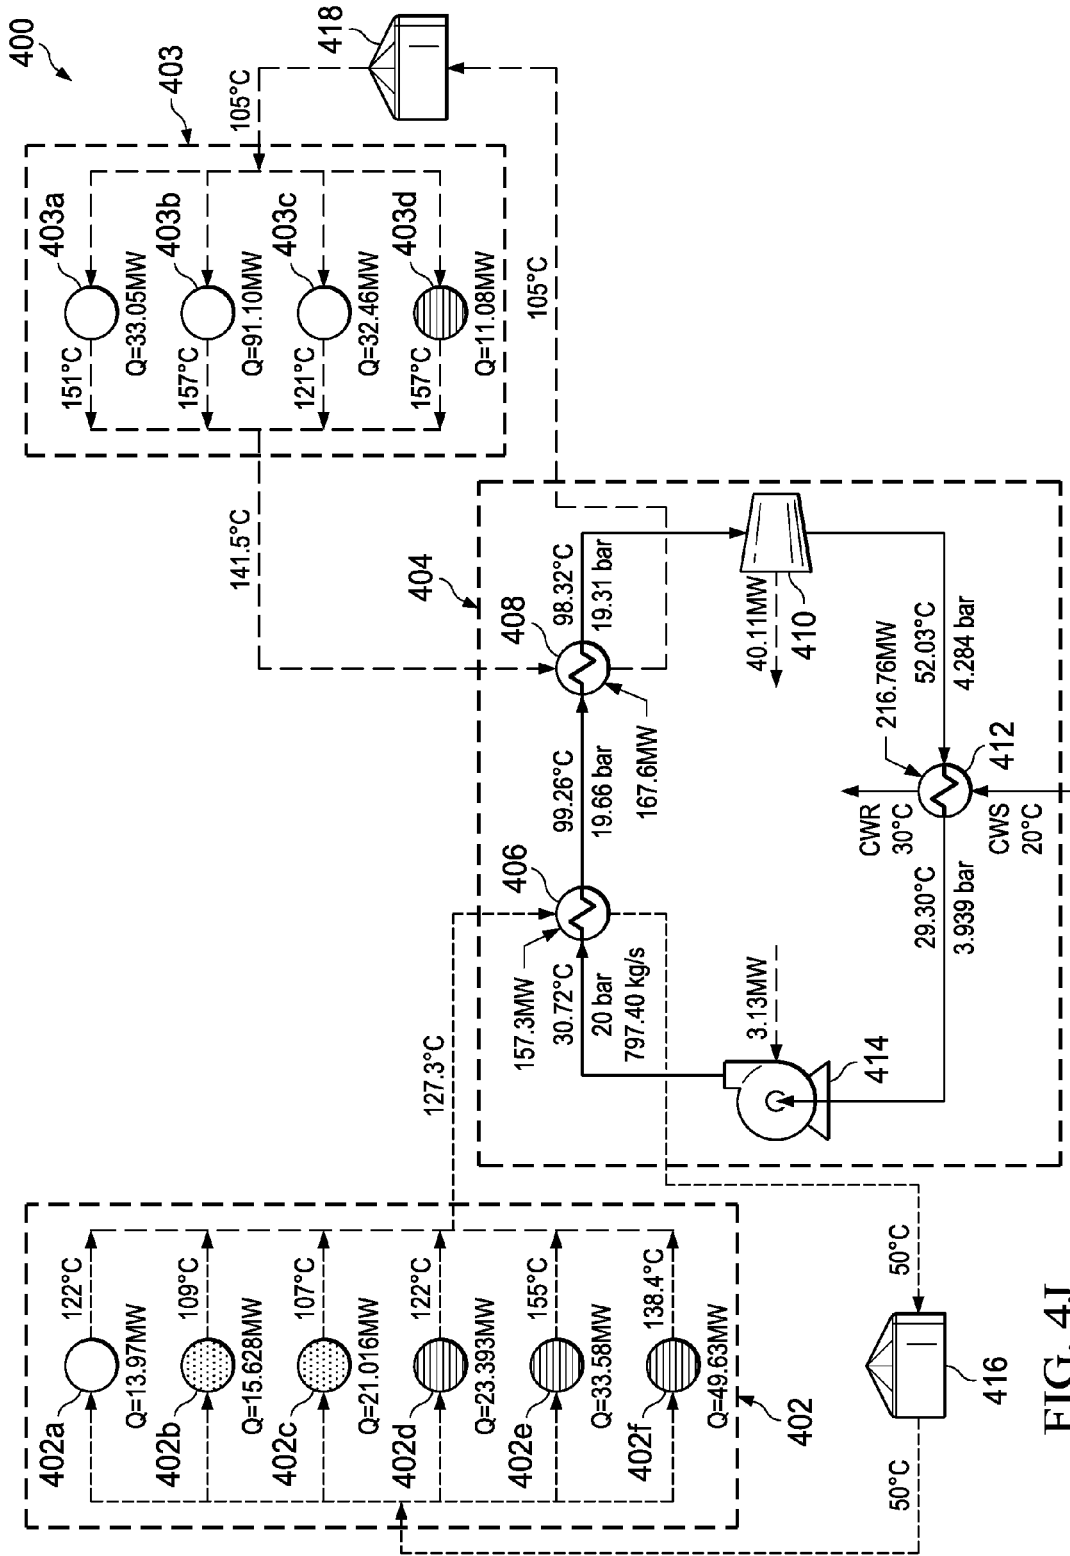 400
402a
122°C
Q=13.97MW
402b
109°C
Q=15.628MW
402c
107°C
Q=21.016MW
402d
122°C
Q=23.393MW
402e
155°C
Q=33.58MW
402f
138.4°C
Q=49.63MW
402
50°C
416
50°C
127.3°C
404
157.3MW
406
30.72°C
20 bar
797.40 kg/s
99.26°C
19.66 bar
408
167.6MW
98.32°C
19.31 bar
40.11MW
410
52.03°C
4.284 bar
216.76MW
412
CWR
30°C
CWS
20°C
29.30°C
3.939 bar
3.13MW
414
141.5°C
403
151°C
403a
Q=33.05MW
157°C
403b
Q=91.10MW
121°C
403c
Q=32.46MW
157°C
403d
Q=11.08MW
105°C
418
105°C